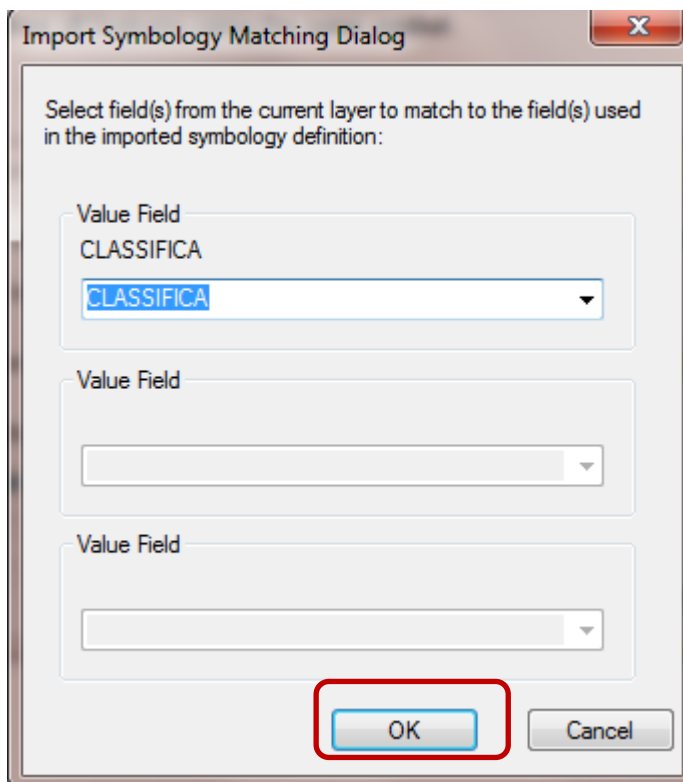 Import Symbology Matching Dialog
Select field(s) from the current layer to match to the field(s) used
in the imported symbology definition:
Value Field
CLASSIFICA
CLASSIFICA
Value Field
Value Field
OK
Cancel